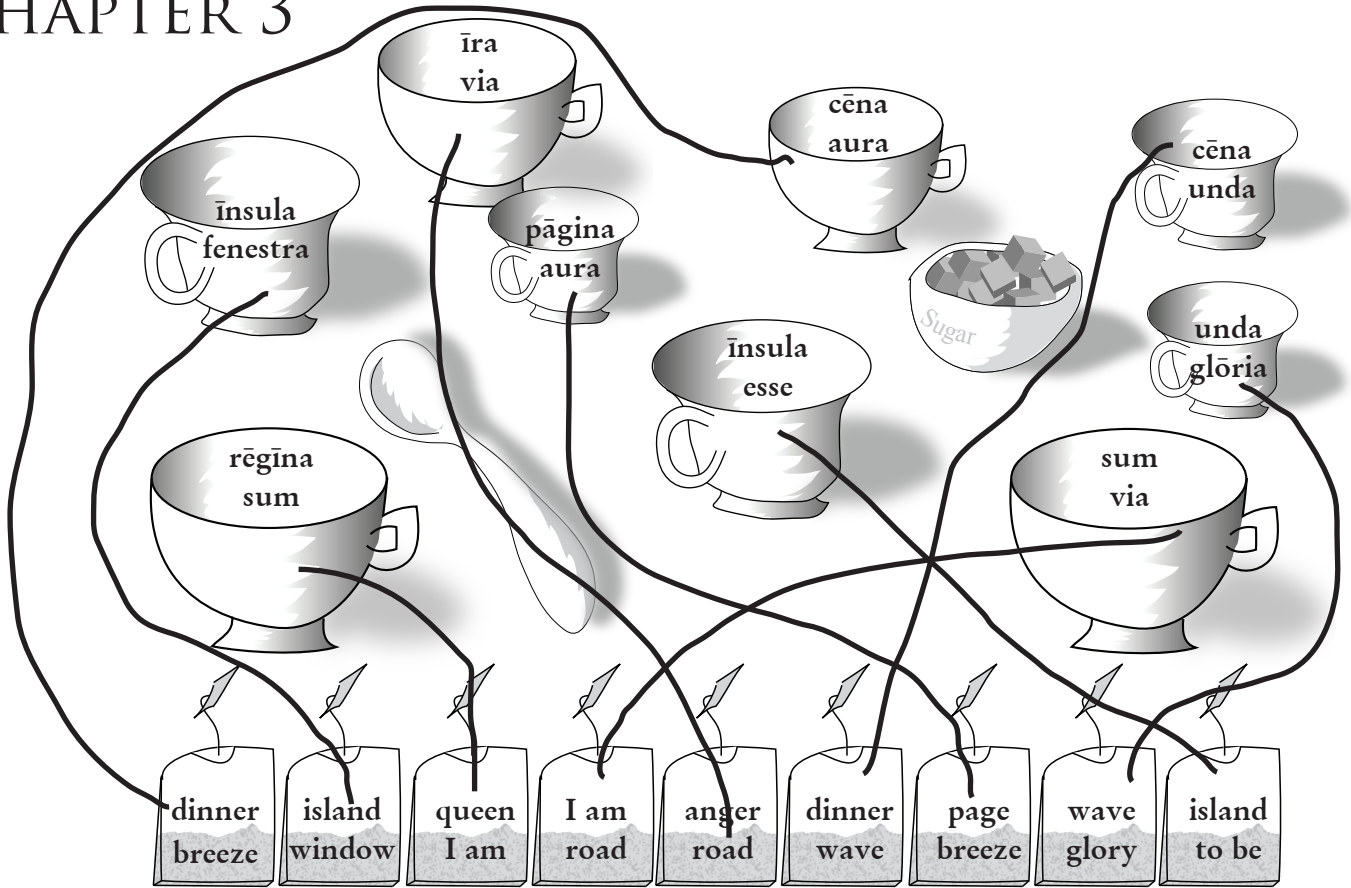 HAPTER 3
īra
via
cēna
aura
cēna
unda
īnsula
fenestra
pāgina
aura
Sugar
unda
glōria
īnsula
esse
rēgīna
sum
sum
via
dinner
breeze
island
window
queen
I am
I am
road
anger
road
dinner
wave
page
breeze
wave
glory
island
to be